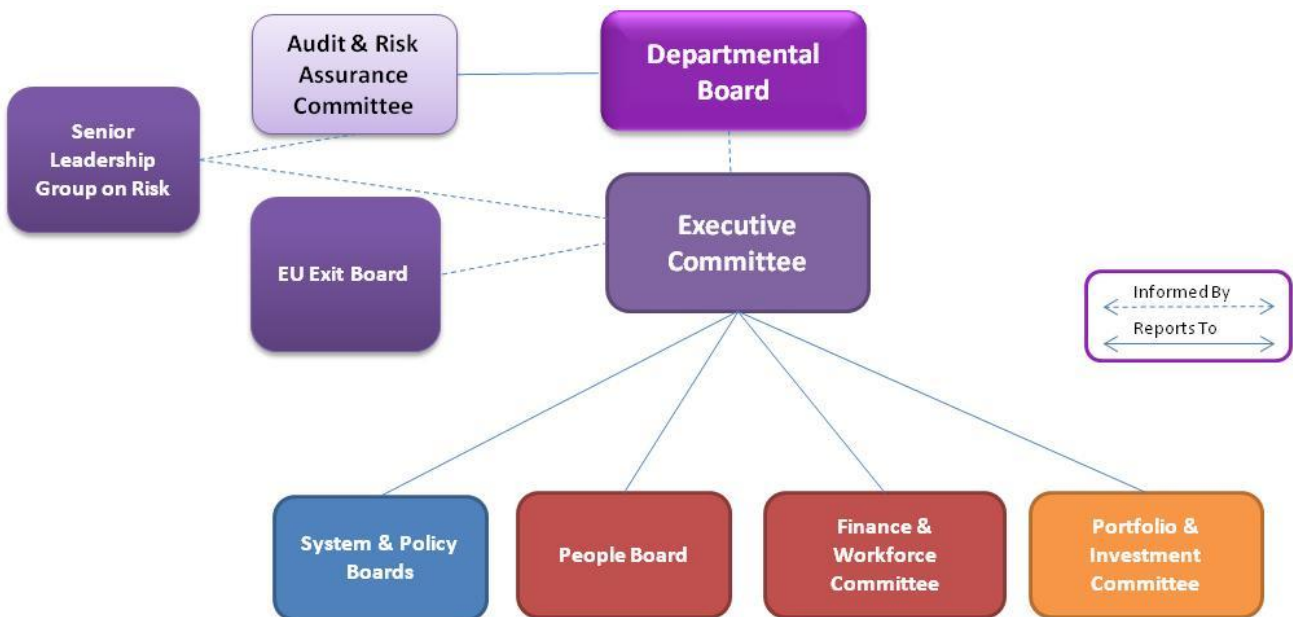 Audit & Risk
Assurance
Committee
Departmental
Board
Senior
Leadership
Group on Risk
Executive
Committee
EU Exit Board
Informed By
Reports To
System & Policy
Boards
People Board
Finance &
Workforce
Committee
Portfolio &
Investment
Committee